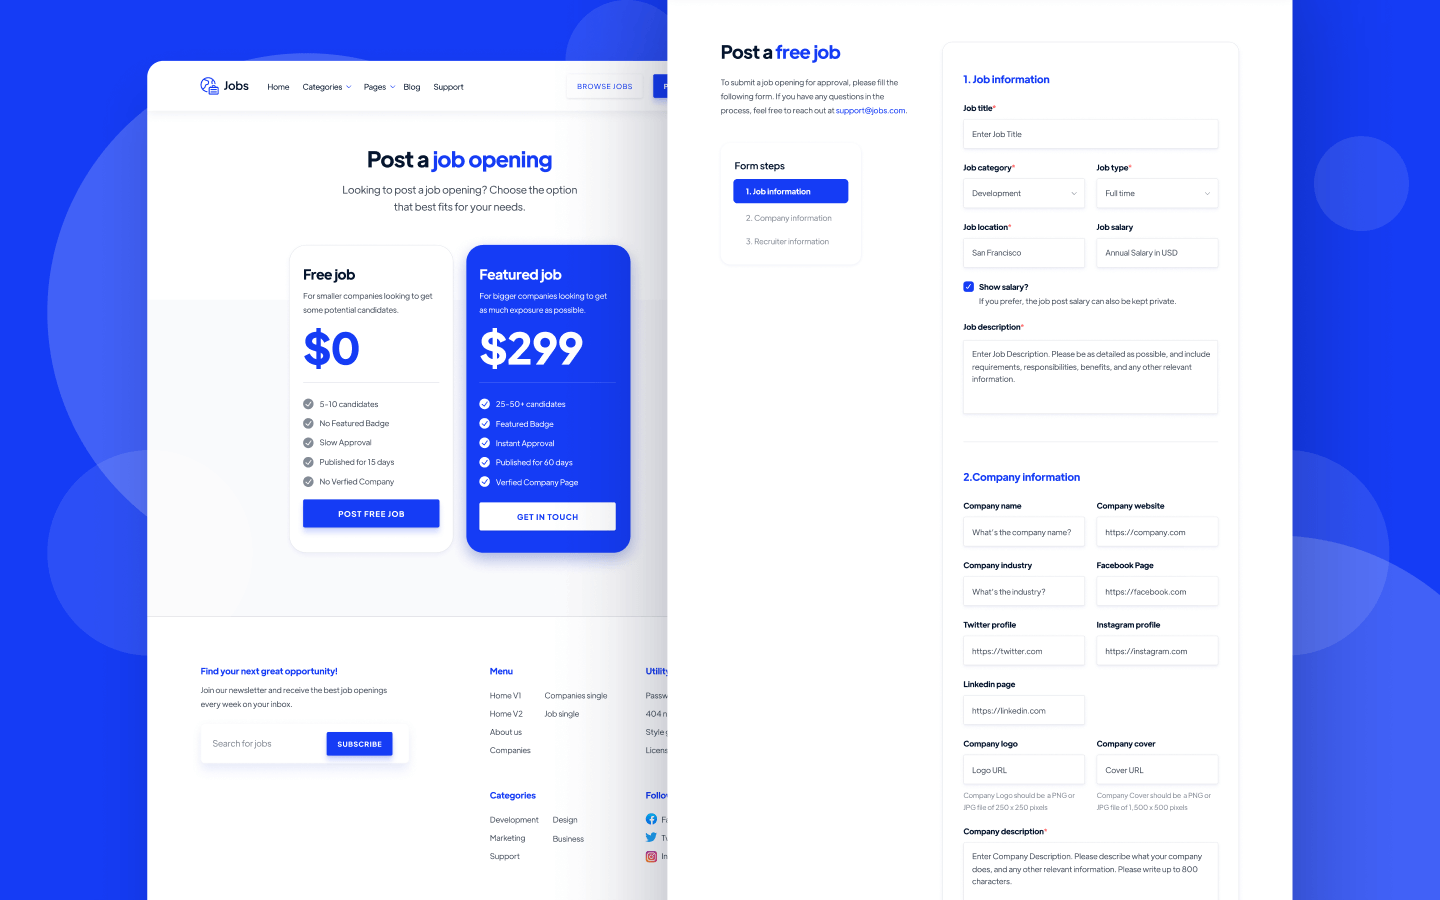 Jobs
Home
Categories
Pages
Blog
Support
BROWSE JOBS
Post a job opening
Looking to post a job opening? Choose the option
that best fits for your needs.
Free job
For smaller companies looking to get
some potential candidates.
$0
5-10 candidates
No Featured Badge
Slow Approval
Published for 15 days
No Verfied Company
POST FREE JOB
Featured job
For bigger companies looking to get
as much exposure as possible.
$299
25-50+ candidates
Featured Badge
Instant Approval
Published for 60 days
Verfied Company Page
GET IN TOUCH
Find your next great opportunity!
Join our newsletter and receive the best job openings
every week on your inbox.
Search for jobs
SUBSCRIBE
Menu
Home V1
Companies single
Home V2
Job single
About us
Companies
Categories
Development
Design
Marketing
Business
Support
Utility
Passw
404 n
Style g
Licens
Follov
Fa
Tw
In
Post a free job
To submit a job opening for approval, please fill the
following form. If you have any questions in the
process, feel free to reach out at support@jobs.com.
Form steps
1. Job information
2. Company information
3. Recruiter information
1. Job information
Job title*
Enter Job Title
Job category*
Job type*
Development
Full time
Job location*
Job salary
San Francisco
Annual Salary in USD
Show salary?
If you prefer, the job post salary can also be kept private.
Job description*
Enter Job Description. Please be as detailed as possible, and include
requirements, responsibilities, benefits, and any other relevant
information.
2.Company information
Company name
Company website
What's the company name?
https://company.com
Company industry
Facebook Page
What's the industry?
https://facebook.com
Twitter profile
Instagram profile
https://twitter.com
https://instagram.com
Linkedin page
https://linkedin.com
Company logo
Company cover
Logo URL
Cover URL
Company Logo should be a PNG or
JPG file of 250 x 250 pixels
Company Cover should be a PNG or
JPG file of 1,500 x 500 pixels
Company description*
Enter Company Description. Please describe what your company
does, and any other relevant information. Please write up to 800
characters.